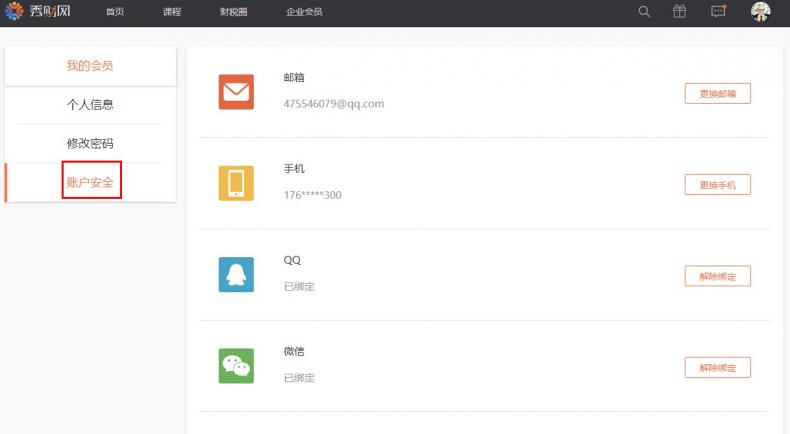 秀财网 首页 课程 财税圈 企业会员
我的会员
个人信息
修改密码
账户安全
邮箱
475546079@qq.com
更换邮箱
手机
176*****300
更换手机
QQ
已绑定
解除绑定
微信
已绑定
解除绑定